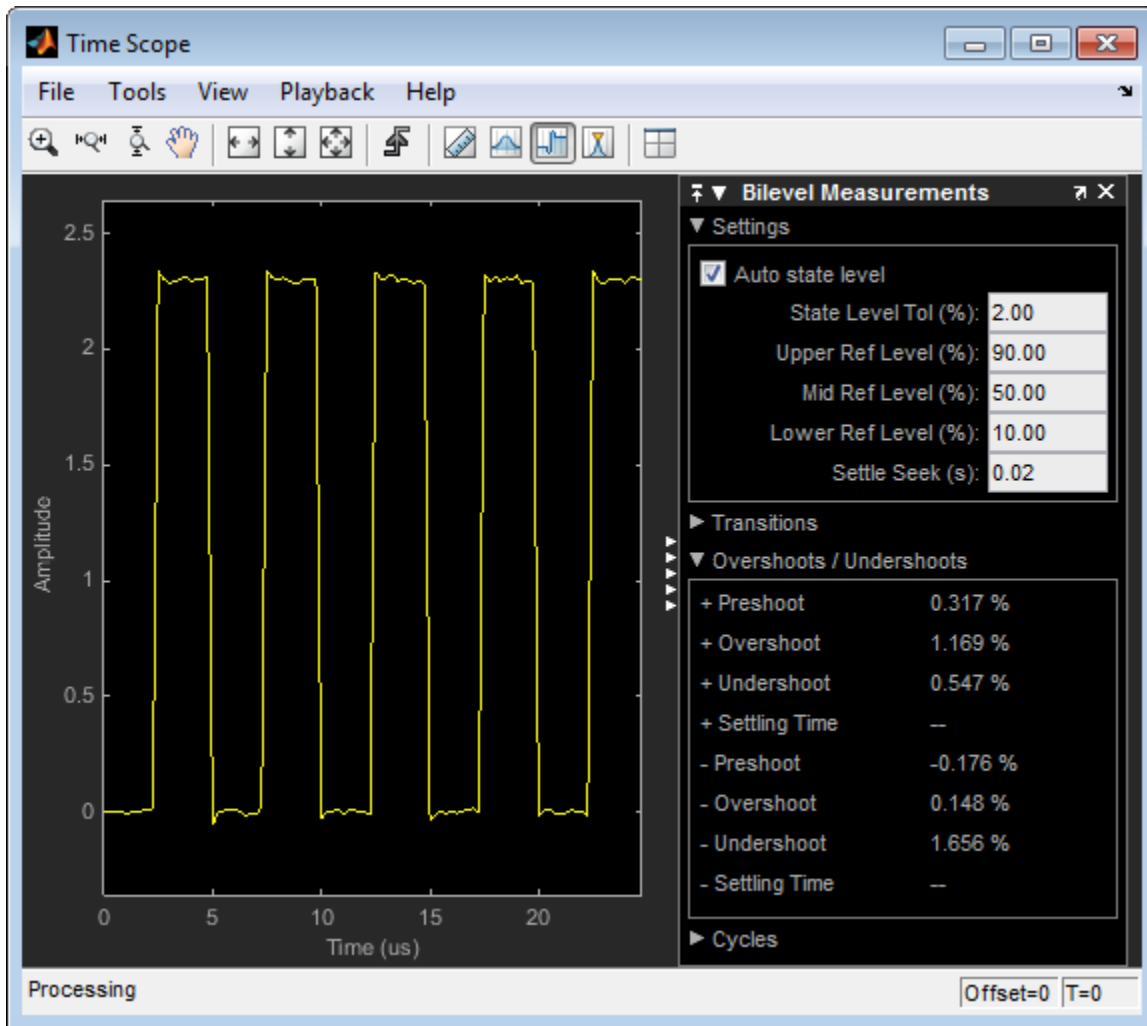 Time Scope
File Tools View Playback Help
2.5
2
1.5
1
0.5
0
Amplitude
0 5 10 15 20
Time (us)
Bilevel Measurements
Settings
Auto state level
State Level Tol (%): 2.00
Upper Ref Level (%): 90.00
Mid Ref Level (%): 50.00
Lower Ref Level (%): 10.00
Settle Seek (s): 0.02
Transitions
Overshoots / Undershoots
+ Preshoot 0.317 %
+ Overshoot 1.169 %
+ Undershoot 0.547 %
+ Settling Time --
- Preshoot -0.176 %
- Overshoot 0.148 %
- Undershoot 1.656 %
- Settling Time --
Cycles
Processing Offset=0 T=0